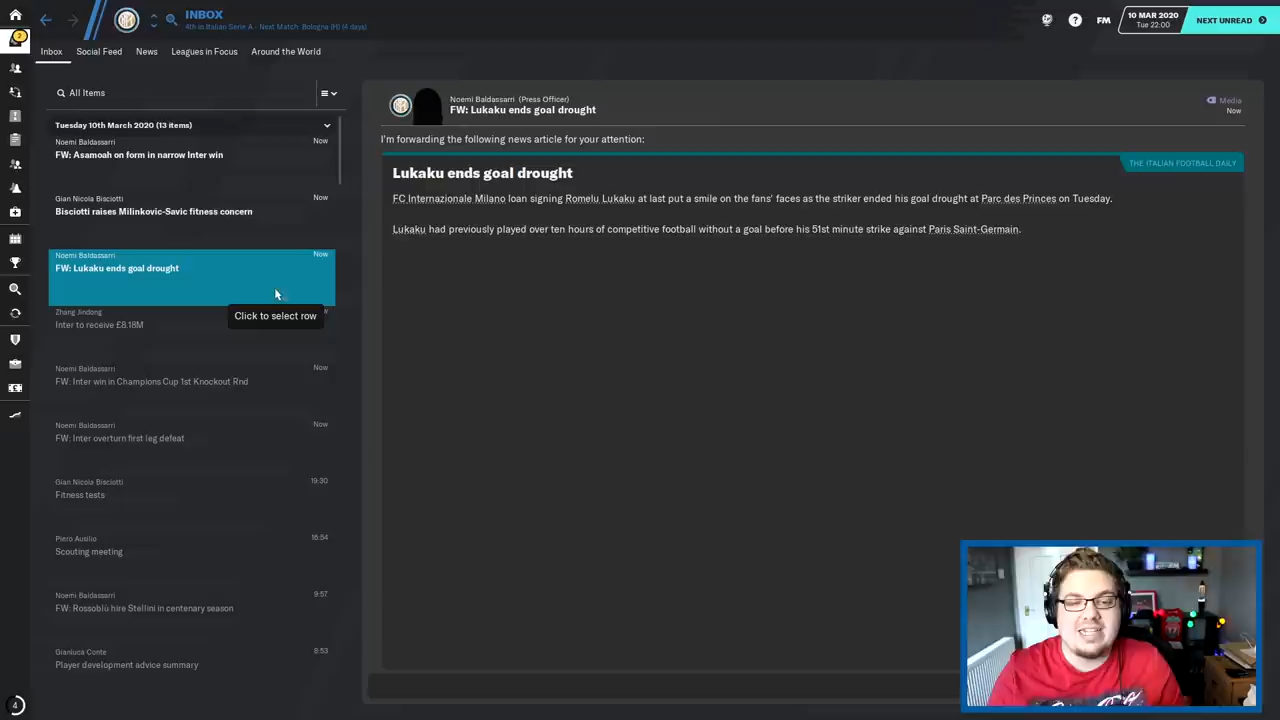 INBOX
4th in Italian Serie A - Next Match: Bologna (H) (4 days)
FM
10 MAR 2020
Tue 22:00
NEXT UNREAD
2
Inbox
Social Feed
News
Leagues in Focus
Around the World
All Items
Tuesday 10th March 2020 (13 items)
Noemi Baldassarri
Now
FW: Asamoah on form in narrow Inter win
Gian Nicola Bisciotti
Now
Bisciotti raises Milinkovic-Savic fitness concern
Noemi Baldassarri
Now
FW: Lukaku ends goal drought
Click to select row
Zhang Jindong
Inter to receive £8.18M
Noemi Baldassarri
Now
FW: Inter win in Champions Cup 1st Knockout Rnd
Noemi Baldassarri
Now
FW: Inter overturn first leg defeat
Gian Nicola Bisciotti
19:30
Fitness tests
Piero Ausilio
16:54
Scouting meeting
Noemi Baldassarri
9:57
FW: Rossoblù hire Stellini in centenary season
Gianluca Conte
8:53
Player development advice summary
4
Noemi Baldassarri (Press Officer)
FW: Lukaku ends goal drought
Media
Now
I'm forwarding the following news article for your attention:
THE ITALIAN FOOTBALL DAILY
Lukaku ends goal drought
FC Internazionale Milano loan signing Romelu Lukaku at last put a smile on the fans' faces as the striker ended his goal drought at Parc des Princes on Tuesday.
Lukaku had previously played over ten hours of competitive football without a goal before his 51st minute strike against Paris Saint-Germain.